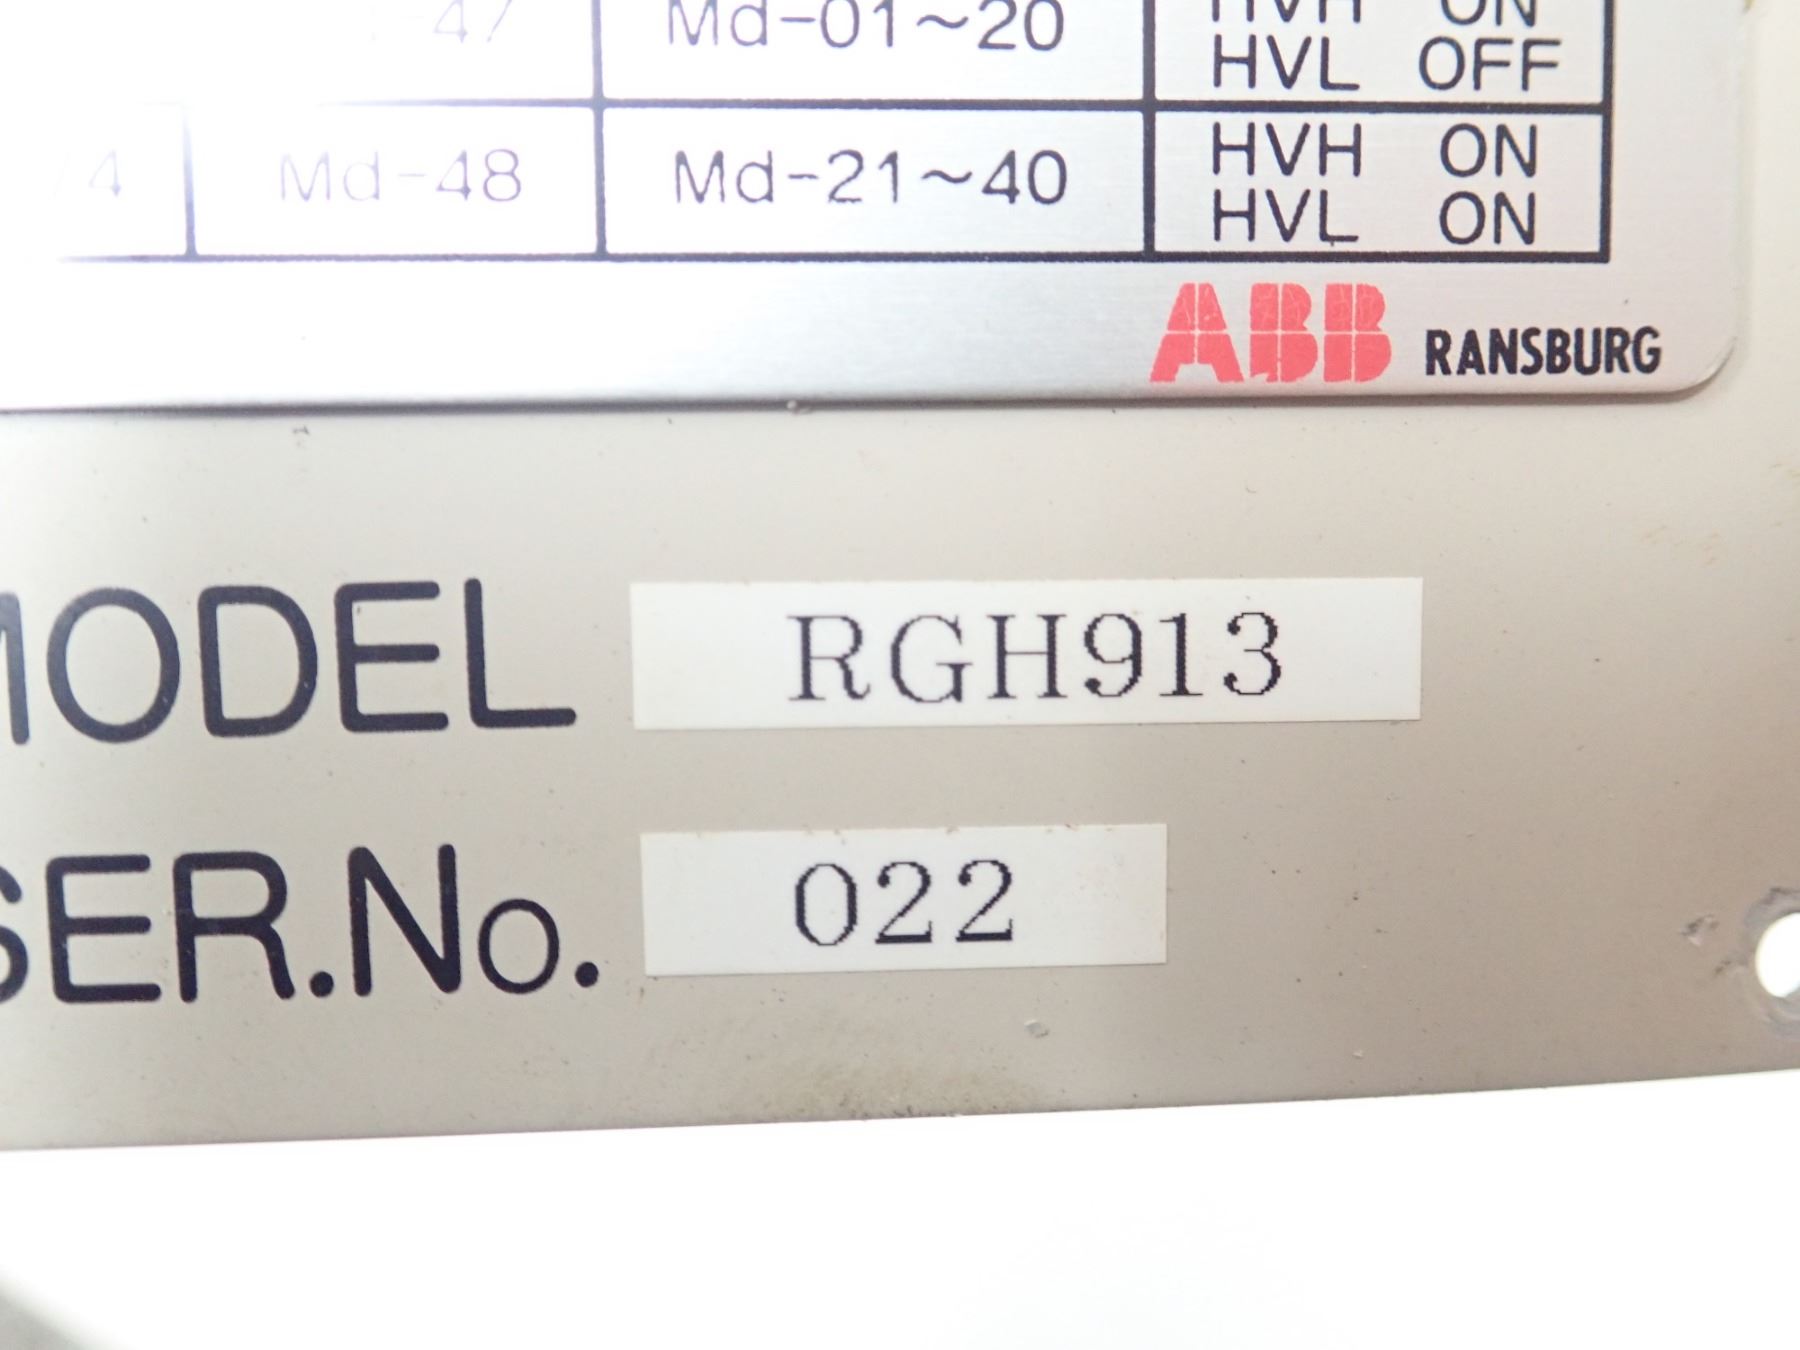 -47 Md-01~20 HVH ON
HVL OFF
Md-48 Md-21~40 HVH ON
HVL ON
ABB RANSBURG
MODEL RGH913
SER.No. 022